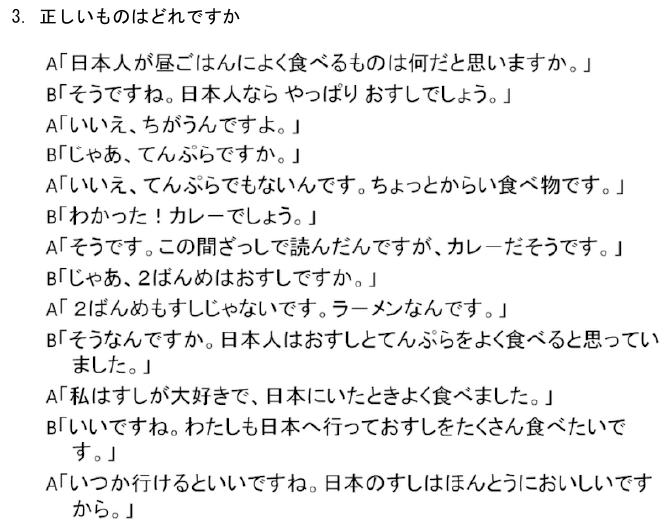 3. 正しいものはどれですか
A「日本人が昼ごはんによく食べるものは何だと思いますか。」
B「そうですね。日本人なら やっぱり おすしでしょう。」
A「いいえ、ちがうんですよ。」
B「じゃあ、てんぷらですか。」
A「いいえ、てんぷらでもないんです。ちょっとからい食べ物です。」
B「わかった！カレーでしょう。」
A「そうです。この間ざっしで読んだんですが、カレーだそうです。」
B「じゃあ、2ばんめはおすしですか。」
A「 2ばんめもすしじゃないです。ラーメンなんです。」
B「そうなんですか。日本人はおすしとてんぷらをよく食べると思ってい
ました。」
A「私はすしが大好きで、日本にいたときよく食べました。」
B「いいですね。わたしも日本へ行っておすしをたくさん食べたいで
す。」
A「いつか行けるといいですね。日本のすしはほんとうにおいしいです
から。」